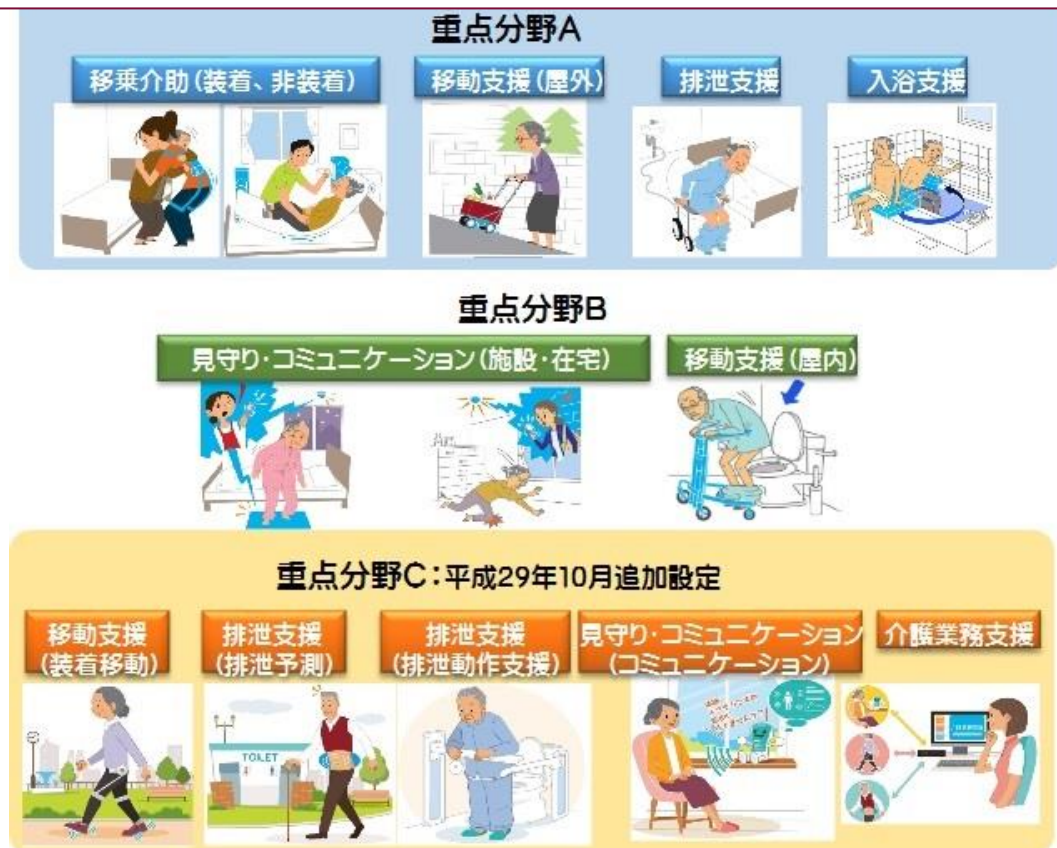 重点分野A
移乗介助(装着、非装着)
移動支援(屋外)
排泄支援
入浴支援
重点分野B
見守り・コミュニケーション(施設・在宅)
移動支援(屋内)
重点分野C:平成29年10月追加設定
移動支援
(装着移動)
排泄支援
(排泄予測)
排泄支援
(排泄動作支援)
見守り・コミュニケーション
(コミュニケーション)
介護業務支援
TOILET